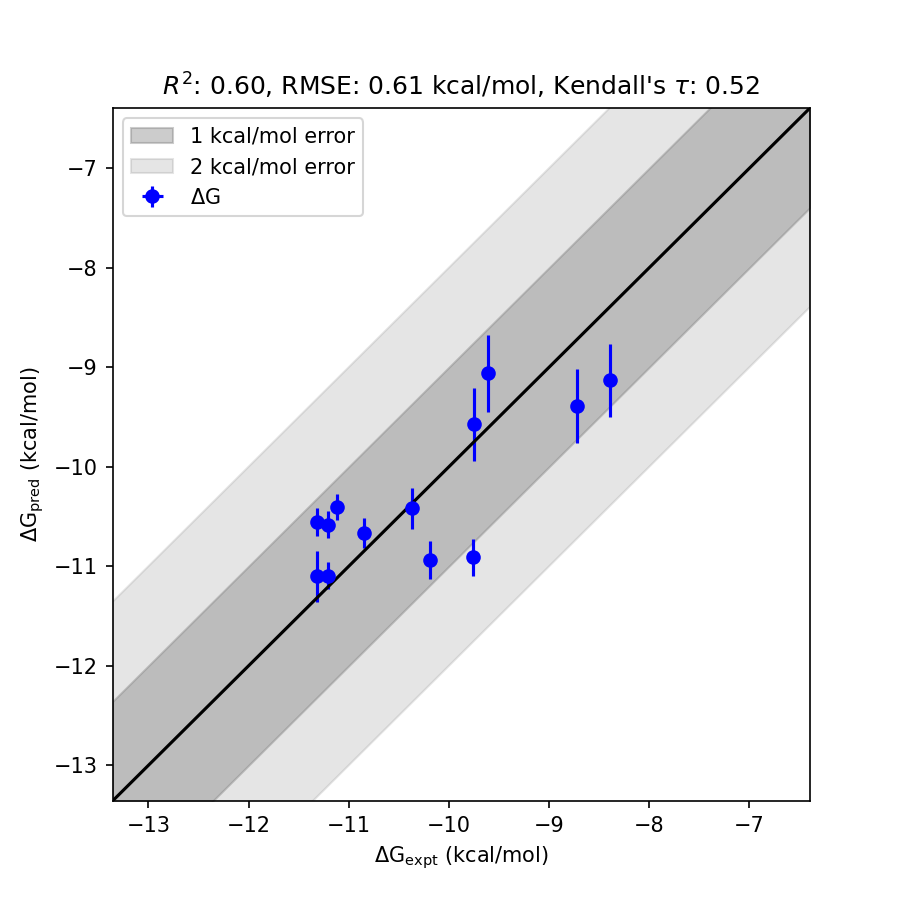 R²: 0.60, RMSE: 0.61 kcal/mol, Kendall's τ: 0.52
1 kcal/mol error
2 kcal/mol error
ΔG
−7
−8
−9
−10
−11
−12
−13
ΔGpred (kcal/mol)
−13 −12 −11 −10 −9 −8 −7
ΔGexpt (kcal/mol)